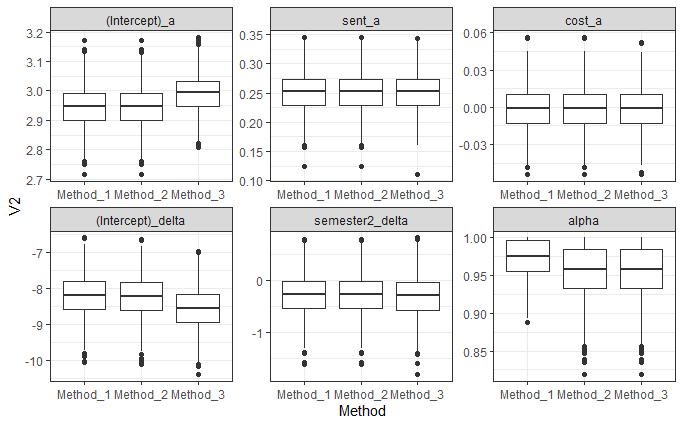 (Intercept)_a
sent_a
cost_a
3.2
3.1
3.0
2.9
2.8
2.7
0.35
0.30
0.25
0.20
0.15
0.10
0.06
0.03
0.00
-0.03
Method_1 Method_2 Method_3
Method_1 Method_2 Method_3
Method_1 Method_2 Method_3
V2
(Intercept)_delta
semester2_delta
alpha
-7
-8
-9
-10
0
-1
1.00
0.95
0.90
0.85
Method_1 Method_2 Method_3
Method_1 Method_2 Method_3
Method_1 Method_2 Method_3
Method